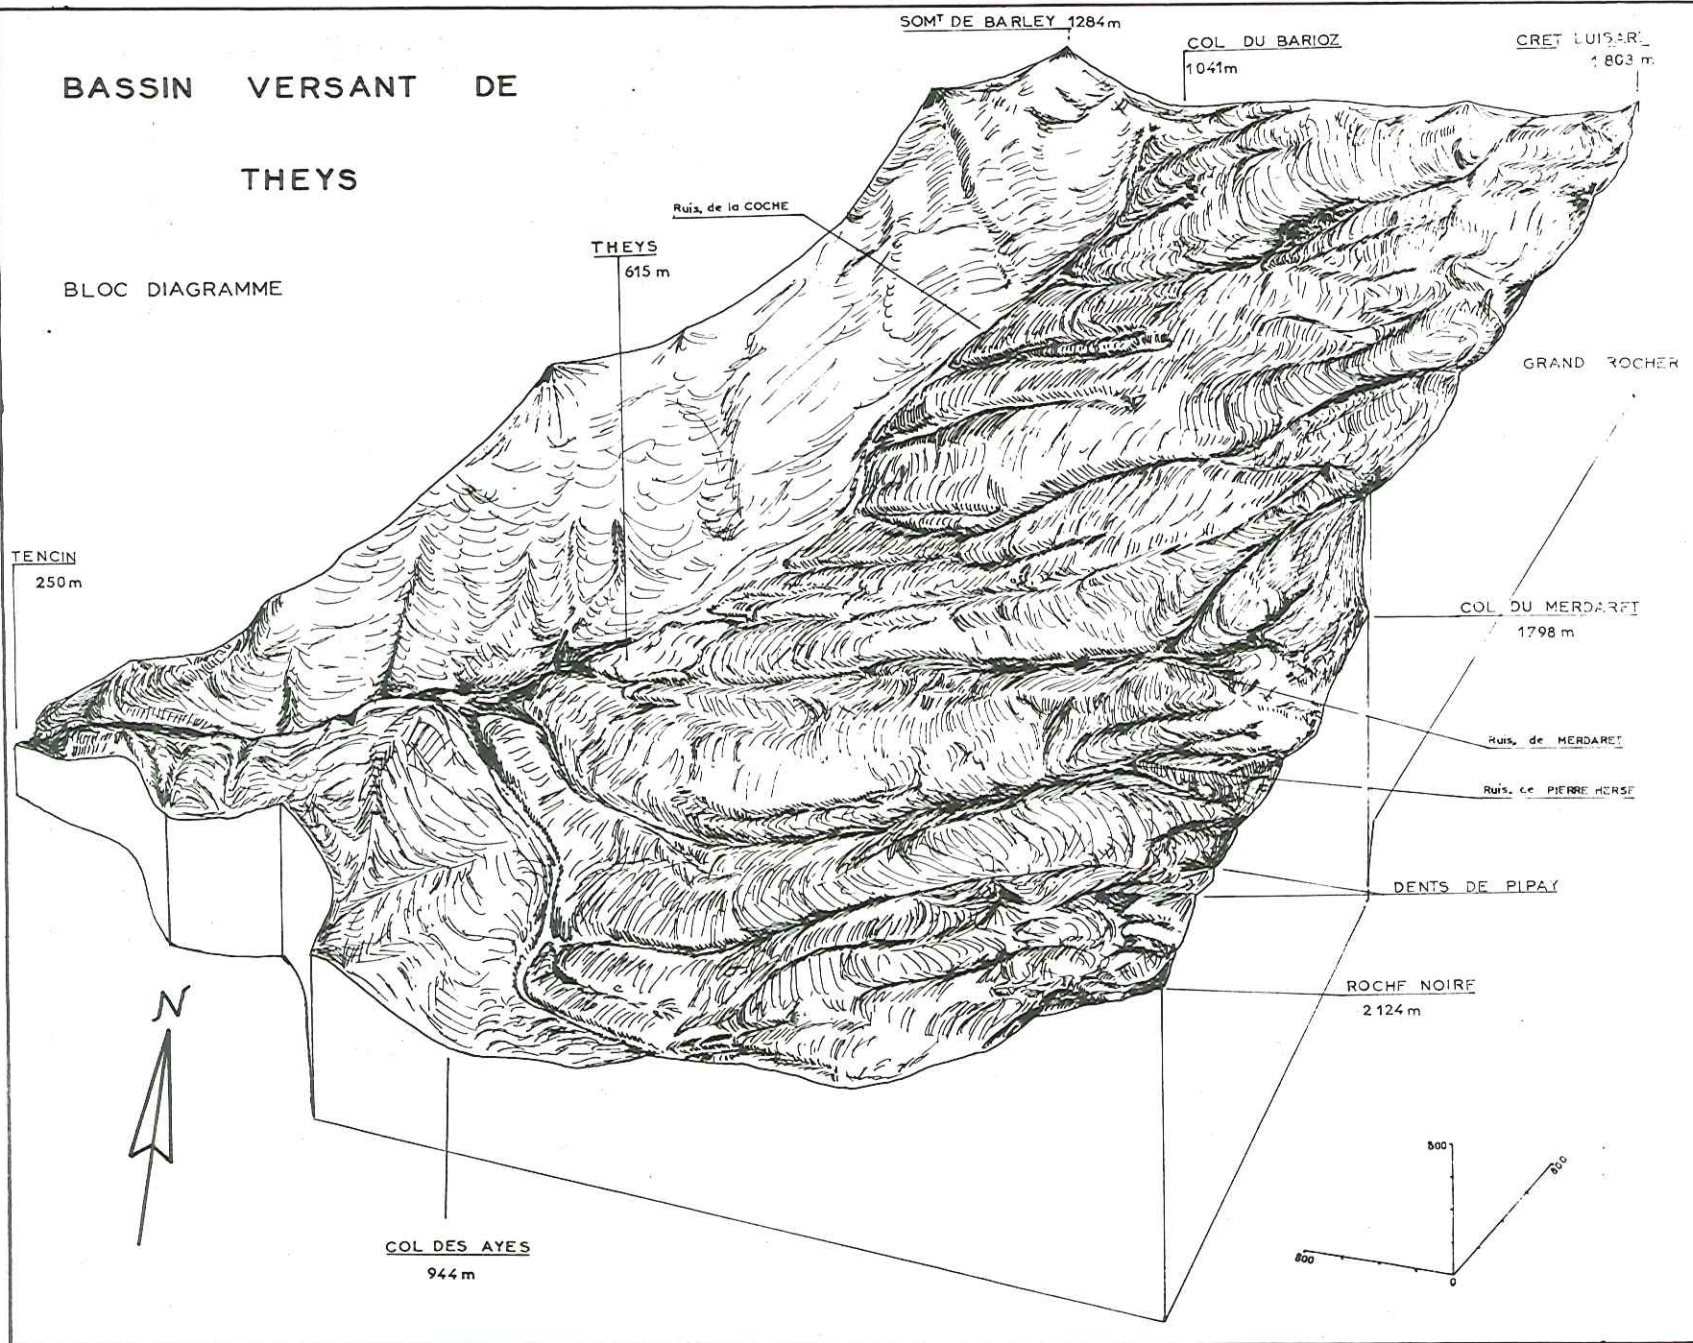 SOMT DE BARLEY 1284m
COL DU BARIOZ
1041m
CRET LUISARD
1803 m
BASSIN VERSANT DE
THEYS
BLOC DIAGRAMME
Ruis. de la COCHE
THEYS
615 m
GRAND ROCHER
TENCIN
250m
COL DU MERDARET
1798 m
Ruis. de MERDARET
Ruis. de PIERRE HERSE
DENTS DE PIPAY
ROCHE NOIRE
2124m
N
COL DES AYES
944m
800
800
800
0